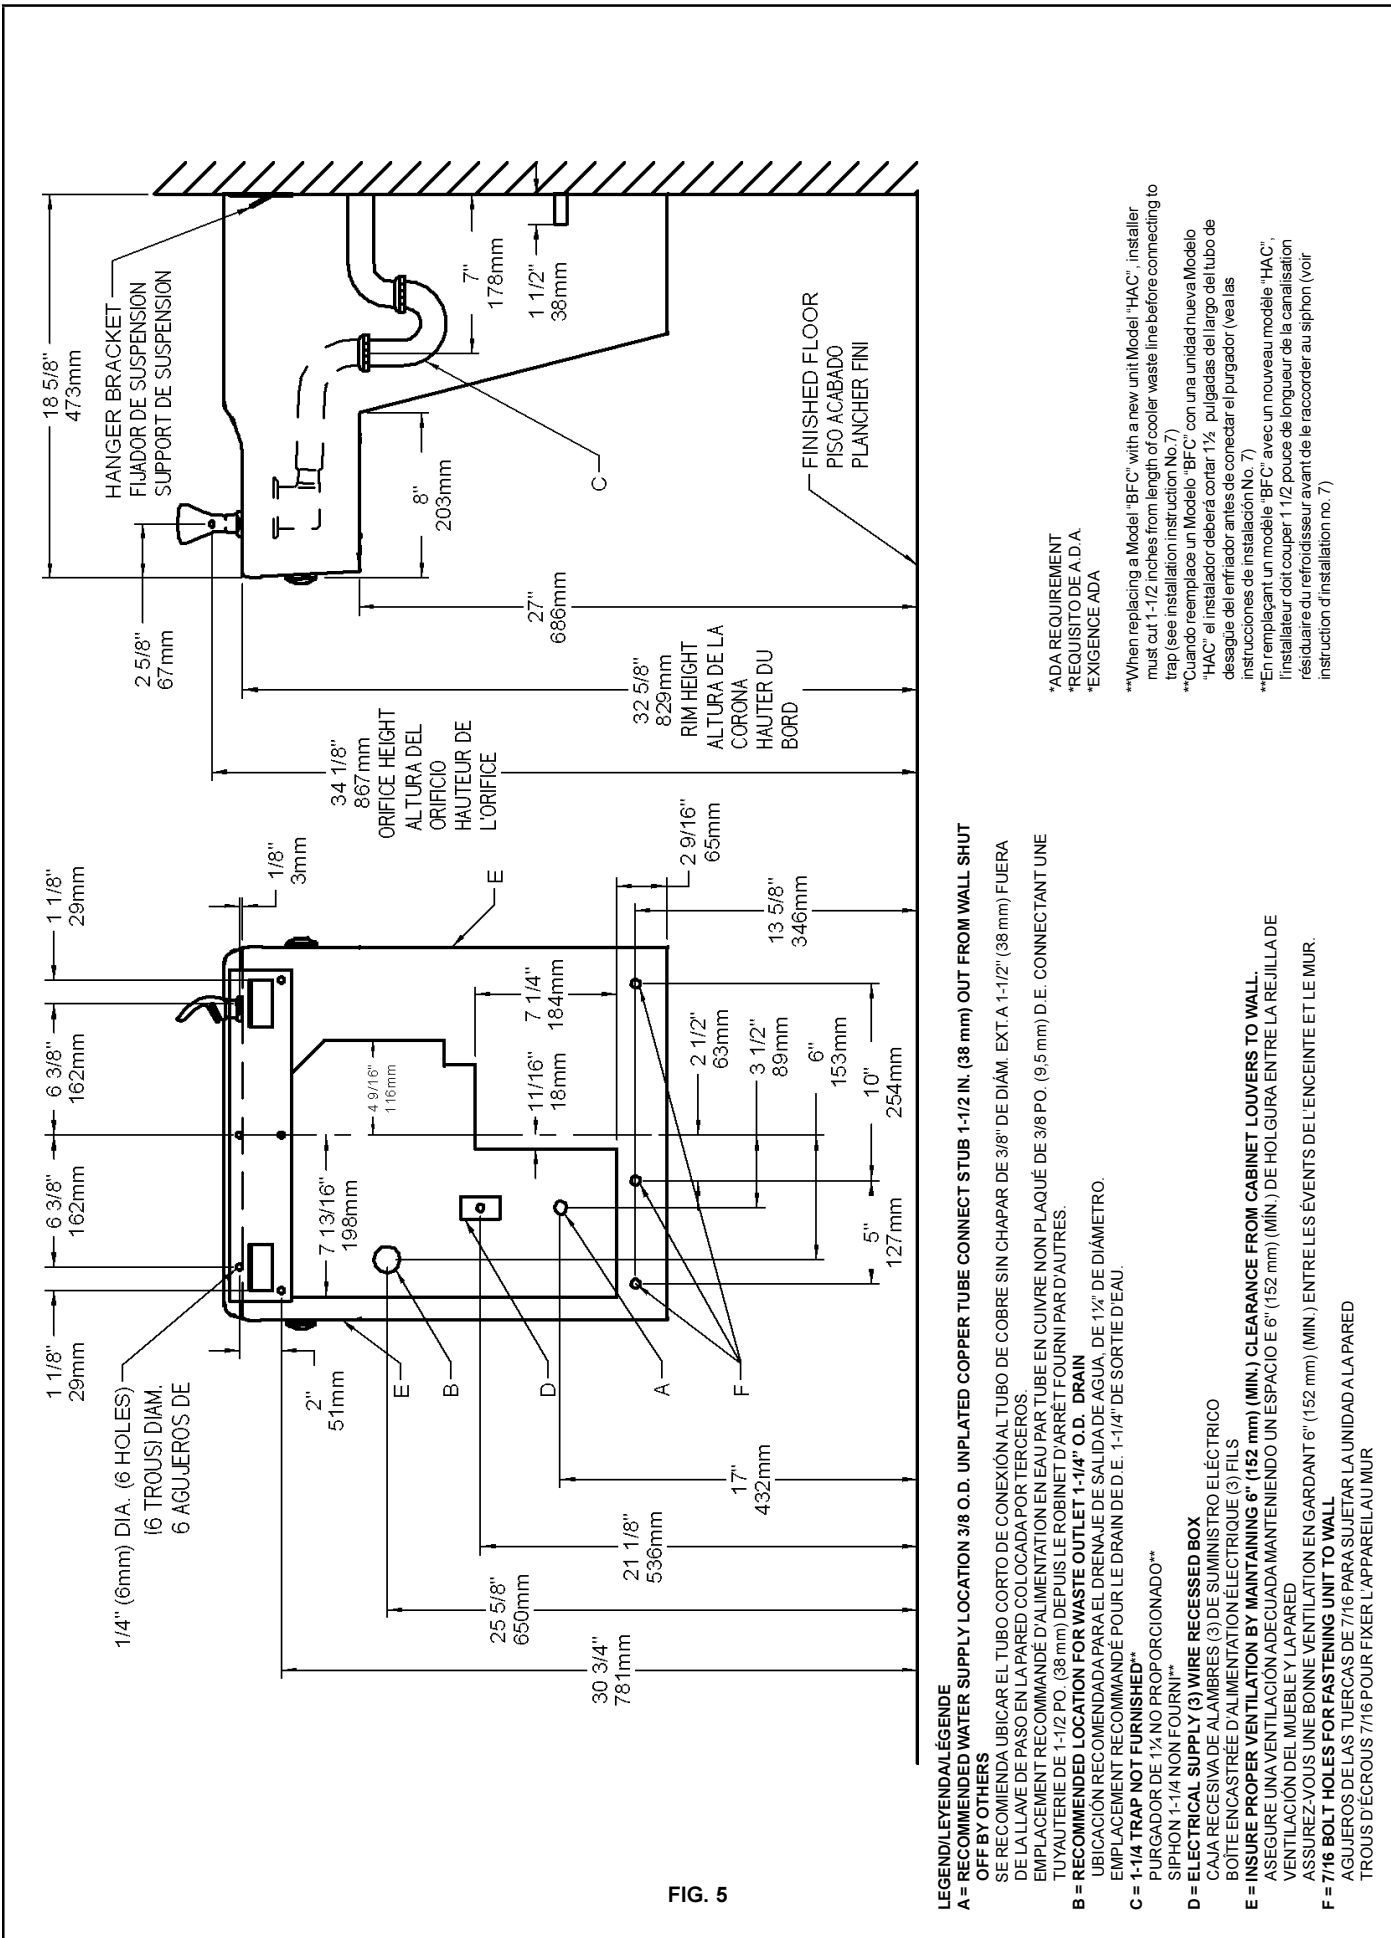 18 5/8"
473mm
HANGER BRACKET
FIJADOR DE SUSPENSION
SUPPORT DE SUSPENSION
2 5/8"
67mm
7"
178mm
1 1/2"
38mm
8"
203mm
C
FINISHED FLOOR
PISO ACABADO
PLANCHER FINI
27"
686mm
32 5/8"
829mm
RIM HEIGHT
ALTURA DE LA
CORONA
HAUTER DU
BORD
34 1/8"
867mm
ORIFICE HEIGHT
ALTURA DEL
ORIFICIO
HAUTEUR DE
L'ORIFICE
*ADA REQUIREMENT
*REQUISITO DE A.D.A.
*EXIGENCE ADA
**When replacing a Model "BFC" with a new unit Model "HAC", installer
must cut 1-1/2 inches from length of cooler waste line before connecting to
trap (see installation instruction No.7)
**Cuando reemplace un Modelo "BFC" con una unidad nueva Modelo
"HAC" el instalador deberá cortar 1½ pulgadas del largo del tubo de
desagüe del enfriador antes de conectar el purgador (vea las
instrucciones de instalación No. 7)
**En remplaçant un modèle "BFC" avec un nouveau modèle "HAC",
l'installateur doit couper 1 1/2 pouce de longueur de la canalisation
résiduaire du refroidisseur avant de le raccorder au siphon (voir
instruction d'installation no. 7)
1 1/8"
29mm
6 3/8"
162mm
6 3/8"
162mm
1 1/8"
29mm
1/8"
3mm
1/4" (6mm) DIA. (6 HOLES)
(6 TROUS) DIAM.
6 AGUJEROS DE
2"
51mm
7 13/16"
198mm
4 9/16"
116mm
7 1/4"
184mm
11/16"
18mm
E
2 9/16"
65mm
13 5/8"
346mm
2 1/2"
63mm
3 1/2"
89mm
6"
153mm
10"
254mm
5"
127mm
E
B
D
A
F
17"
432mm
21 1/8"
536mm
25 5/8"
650mm
30 3/4"
781mm
LEGEND/LEYENDA/LÉGENDE
A = RECOMMENDED WATER SUPPLY LOCATION 3/8 O.D. UNPLATED COPPER TUBE CONNECT STUB 1-1/2 IN. (38 mm) OUT FROM WALL SHUT
OFF BY OTHERS
SE RECOMIENDA UBICAR EL TUBO CORTO DE CONEXIÓN AL TUBO DE COBRE SIN CHAPAR DE 3/8" DE DIÁM. EXT. A 1-1/2" (38 mm) FUERA
DE LA LLAVE DE PASO EN LA PARED COLOCADA POR TERCEROS.
EMPLACEMENT RECOMMANDÉ D'ALIMENTATION EN EAU PAR TUBE EN CUIVRE NON PLAQUÉ DE 3/8 PO. (9,5 mm) D.E. CONNECTANT UNE
TUYAUTERIE DE 1-1/2 PO. (38 mm) DEPUIS LE ROBINET D'ARRÊT FOURNI PAR D'AUTRES.
B = RECOMMENDED LOCATION FOR WASTE OUTLET 1-1/4" O.D. DRAIN
UBICACIÓN RECOMENDADA PARA EL DRENAJE DE SALIDA DE AGUA, DE 1¼" DE DIÁMETRO.
EMPLACEMENT RECOMMANDÉ POUR LE DRAIN DE D.E. 1-1/4" DE SORTIE D'EAU.
C = 1-1/4 TRAP NOT FURNISHED**
PURGADOR DE 1¼ NO PROPORCIONADO**
SIPHON 1-1/4 NON FOURNI**
D = ELECTRICAL SUPPLY (3) WIRE RECESSED BOX
CAJA RECESIVA DE ALAMBRES (3) DE SUMINISTRO ELÉCTRICO
BOÎTE ENCASTRÉE D'ALIMENTATION ÉLECTRIQUE (3) FILS
E = INSURE PROPER VENTILATION BY MAINTAINING 6" (152 mm) (MIN.) CLEARANCE FROM CABINET LOUVERS TO WALL.
ASEGURE UNA VENTILACIÓN ADECUADA MANTENIENDO UN ESPACIO E 6" (152 mm) (MÍN.) DE HOLGURA ENTRE LA REJILLA DE
VENTILACIÓN DEL MUEBLE Y LA PARED
ASSUREZ-VOUS UNE BONNE VENTILATION EN GARDANT 6" (152 mm) (MIN.) ENTRE LES ÉVENTS DE L'ENCEINTE ET LE MUR.
F = 7/16 BOLT HOLES FOR FASTENING UNIT TO WALL
AGUJEROS DE LAS TUERCAS DE 7/16 PARA SUJETAR LA UNIDAD A LA PARED
TROUS D'ÉCROUS 7/16 POUR FIXER L'APPAREIL AU MUR
FIG. 5